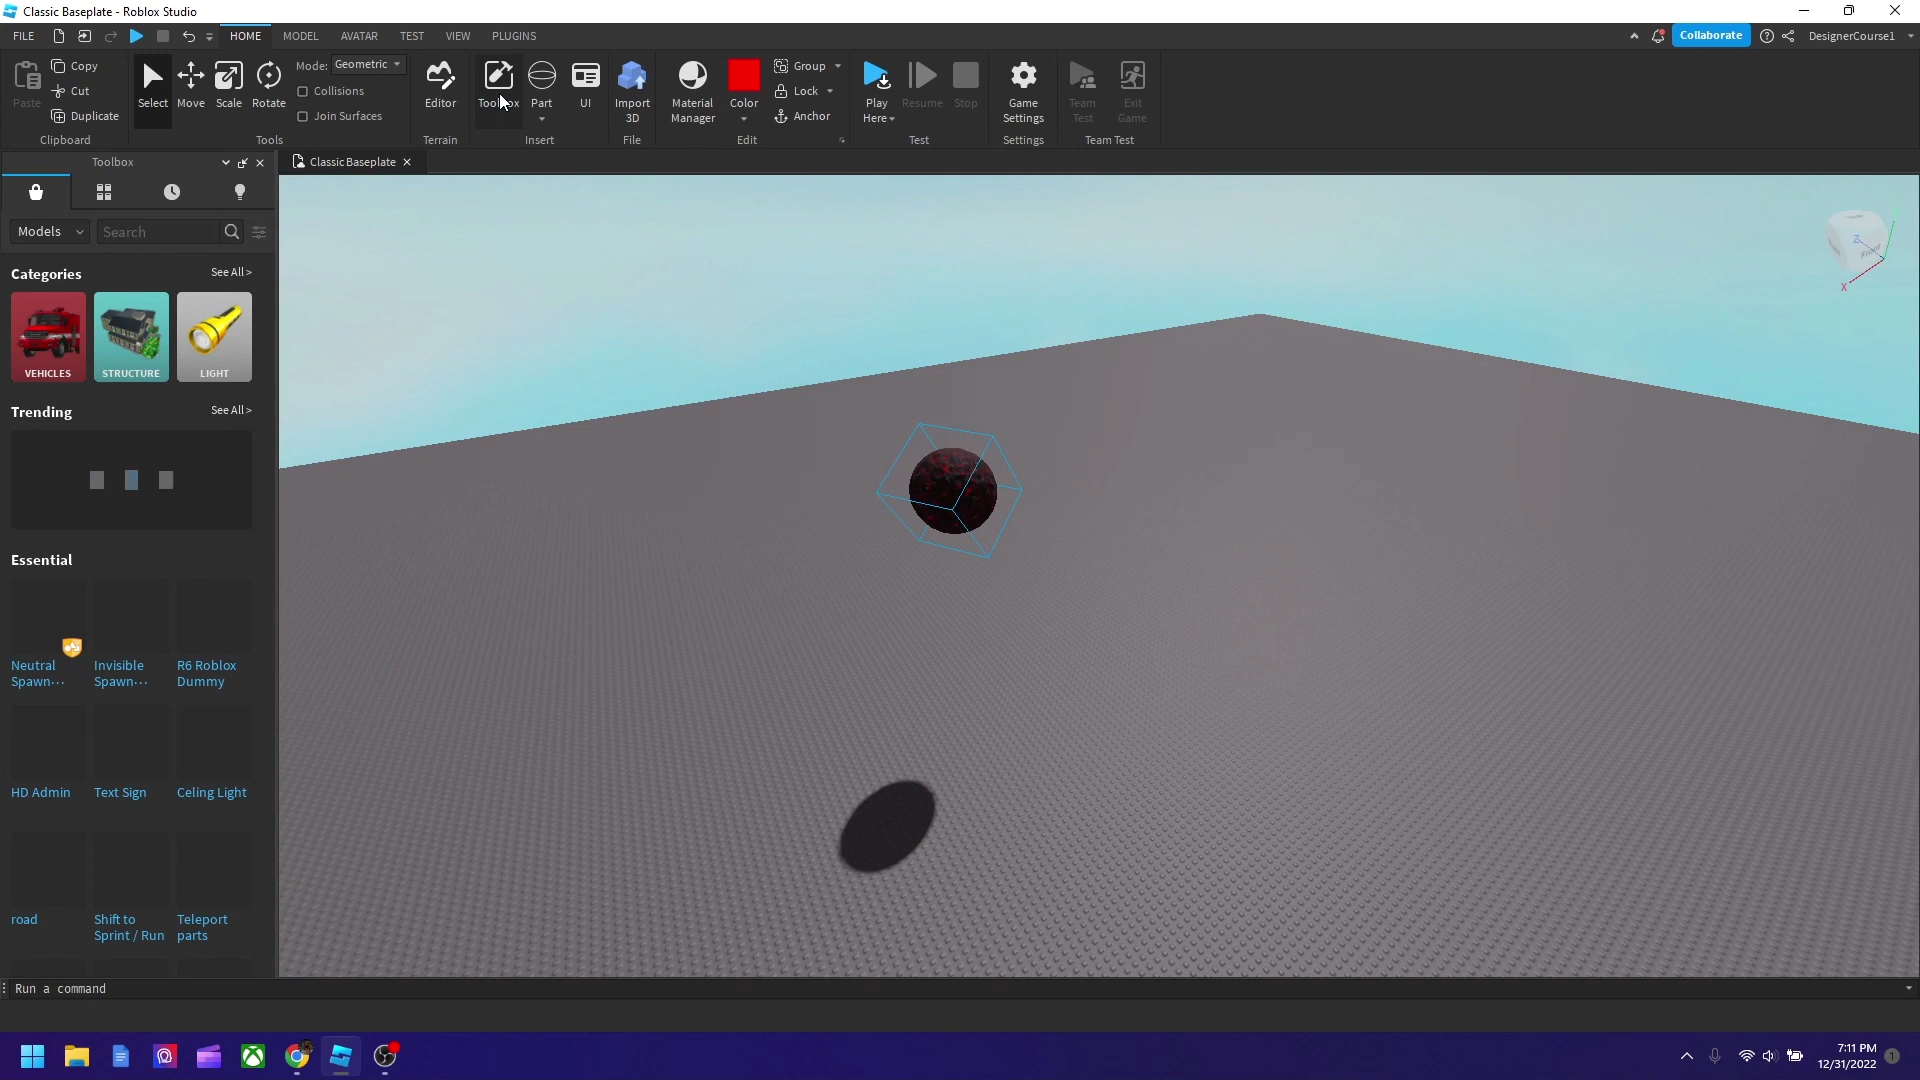 Classic Baseplate - Roblox Studio
FILE HOME MODEL AVATAR TEST VIEW PLUGINS Collaborate DesignerCourse1
Paste
Copy
Cut
Duplicate
Clipboard
Select Move Scale Rotate
Mode: Geometric
Collisions
Join Surfaces
Tools
Editor
Terrain
Toolbox Part UI
Insert
Import
3D
File
Material
Manager
Color
Group
Lock
Anchor
Edit
Play
Here
Resume Stop
Test
Game
Settings
Settings
Team
Test
Exit
Game
Team Test
Toolbox
Classic Baseplate
Models Search
Categories See All >
VEHICLES STRUCTURE LIGHT
Trending See All >
Essential
Neutral
Spawn...
Invisible
Spawn...
R6 Roblox
Dummy
HD Admin Text Sign Celing Light
road
Shift to
Sprint / Run
Teleport
parts
Z
X
Run a command
7:11 PM
12/31/2022
1